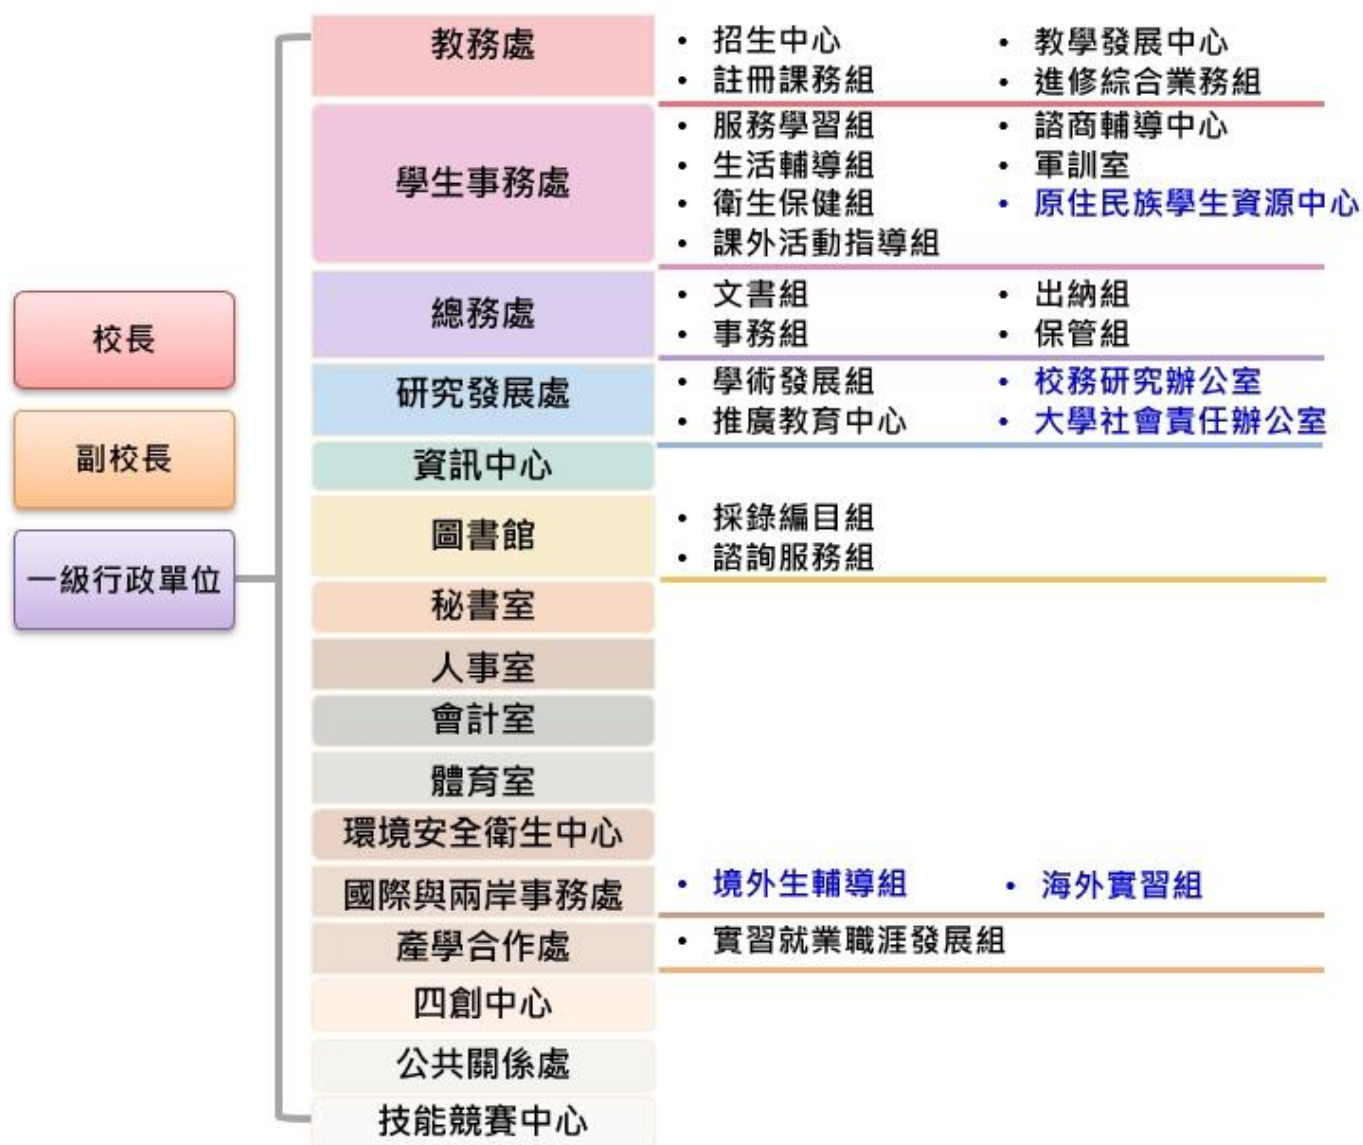 校長
副校長
一級行政單位
教務處
• 招生中心
• 教學發展中心
• 註冊課務組
• 進修綜合業務組
學生事務處
• 服務學習組
• 諮商輔導中心
• 生活輔導組
• 軍訓室
• 衛生保健組
• 原住民族學生資源中心
• 課外活動指導組
總務處
• 文書組
• 出納組
• 事務組
• 保管組
研究發展處
• 學術發展組
• 校務研究辦公室
• 推廣教育中心
• 大學社會責任辦公室
資訊中心
圖書館
• 採錄編目組
• 諮詢服務組
秘書室
人事室
會計室
體育室
環境安全衛生中心
國際與兩岸事務處
• 境外生輔導組
• 海外實習組
產學合作處
• 實習就業職涯發展組
四創中心
公共關係處
技能競賽中心